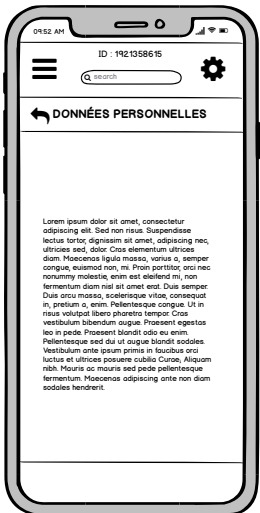 09:52 AM
ID : 1921358615
search
DONNÉES PERSONNELLES
Lorem ipsum dolor sit amet, consectetur
adipiscing elit. Sed non risus. Suspendisse
lectus tortor, dignissim sit amet, adipiscing nec,
ultricies sed, dolor. Cras elementum ultrices
diam. Maecenas ligula massa, varius a, semper
congue, euismod non, mi. Proin porttitor, orci nec
nonummy molestie, enim est eleifend mi, non
fermentum diam nisl sit amet erat. Duis semper.
Duis arcu massa, scelerisque vitae, consequat
in, pretium a, enim. Pellentesque congue. Ut in
risus volutpat libero pharetra tempor. Cras
vestibulum bibendum augue. Praesent egestas
leo in pede. Praesent blandit odio eu enim.
Pellentesque sed dui ut augue blandit sodales.
Vestibulum ante ipsum primis in faucibus orci
luctus et ultrices posuere cubilia Curae; Aliquam
nibh. Mauris ac mauris sed pede pellentesque
fermentum. Maecenas adipiscing ante non diam
sodales hendrerit.